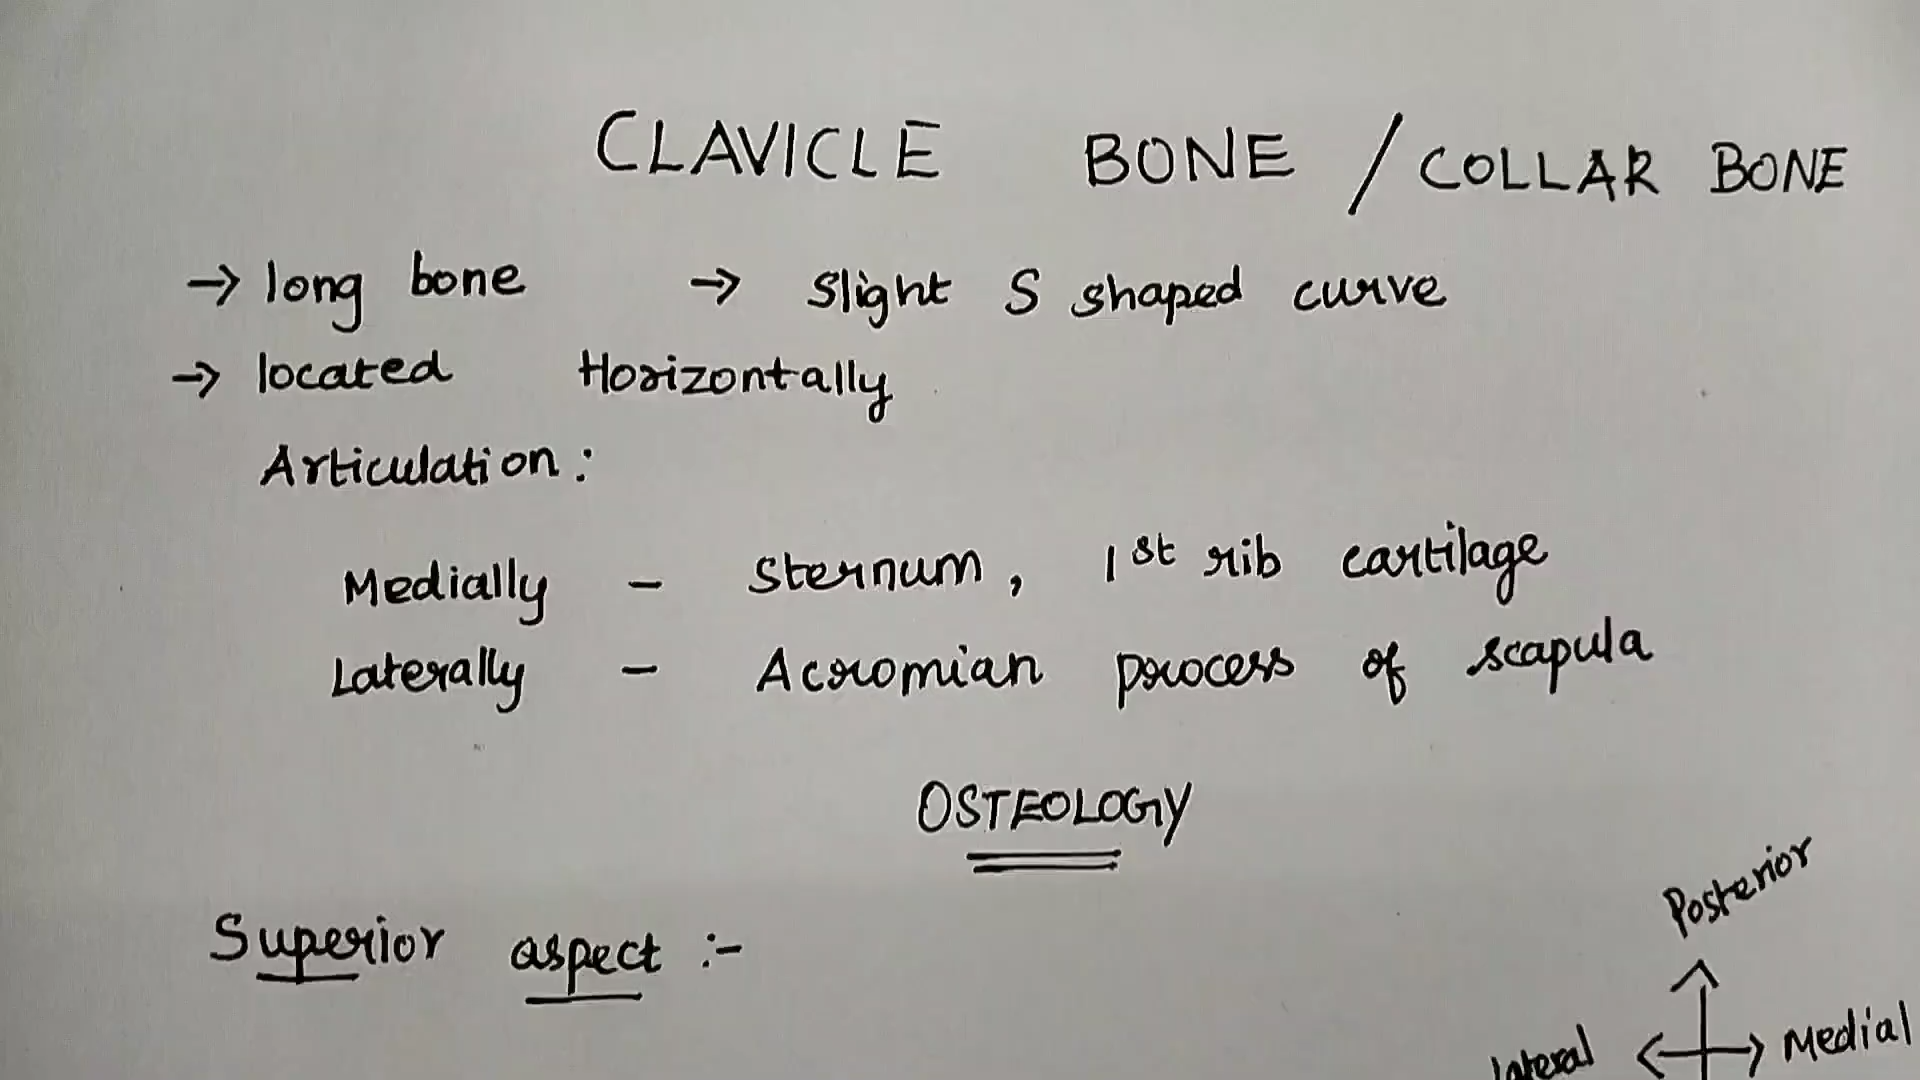 CLAVICLE BONE / COLLAR BONE
→ long bone → Slight S shaped curve
→ located Horizontally
Articulation :
Medially - Sternum , 1st rib cartilage
Laterally - Acromian process of scapula
OSTEOLOGY
Superior aspect :-
Posterior
lateral Medial